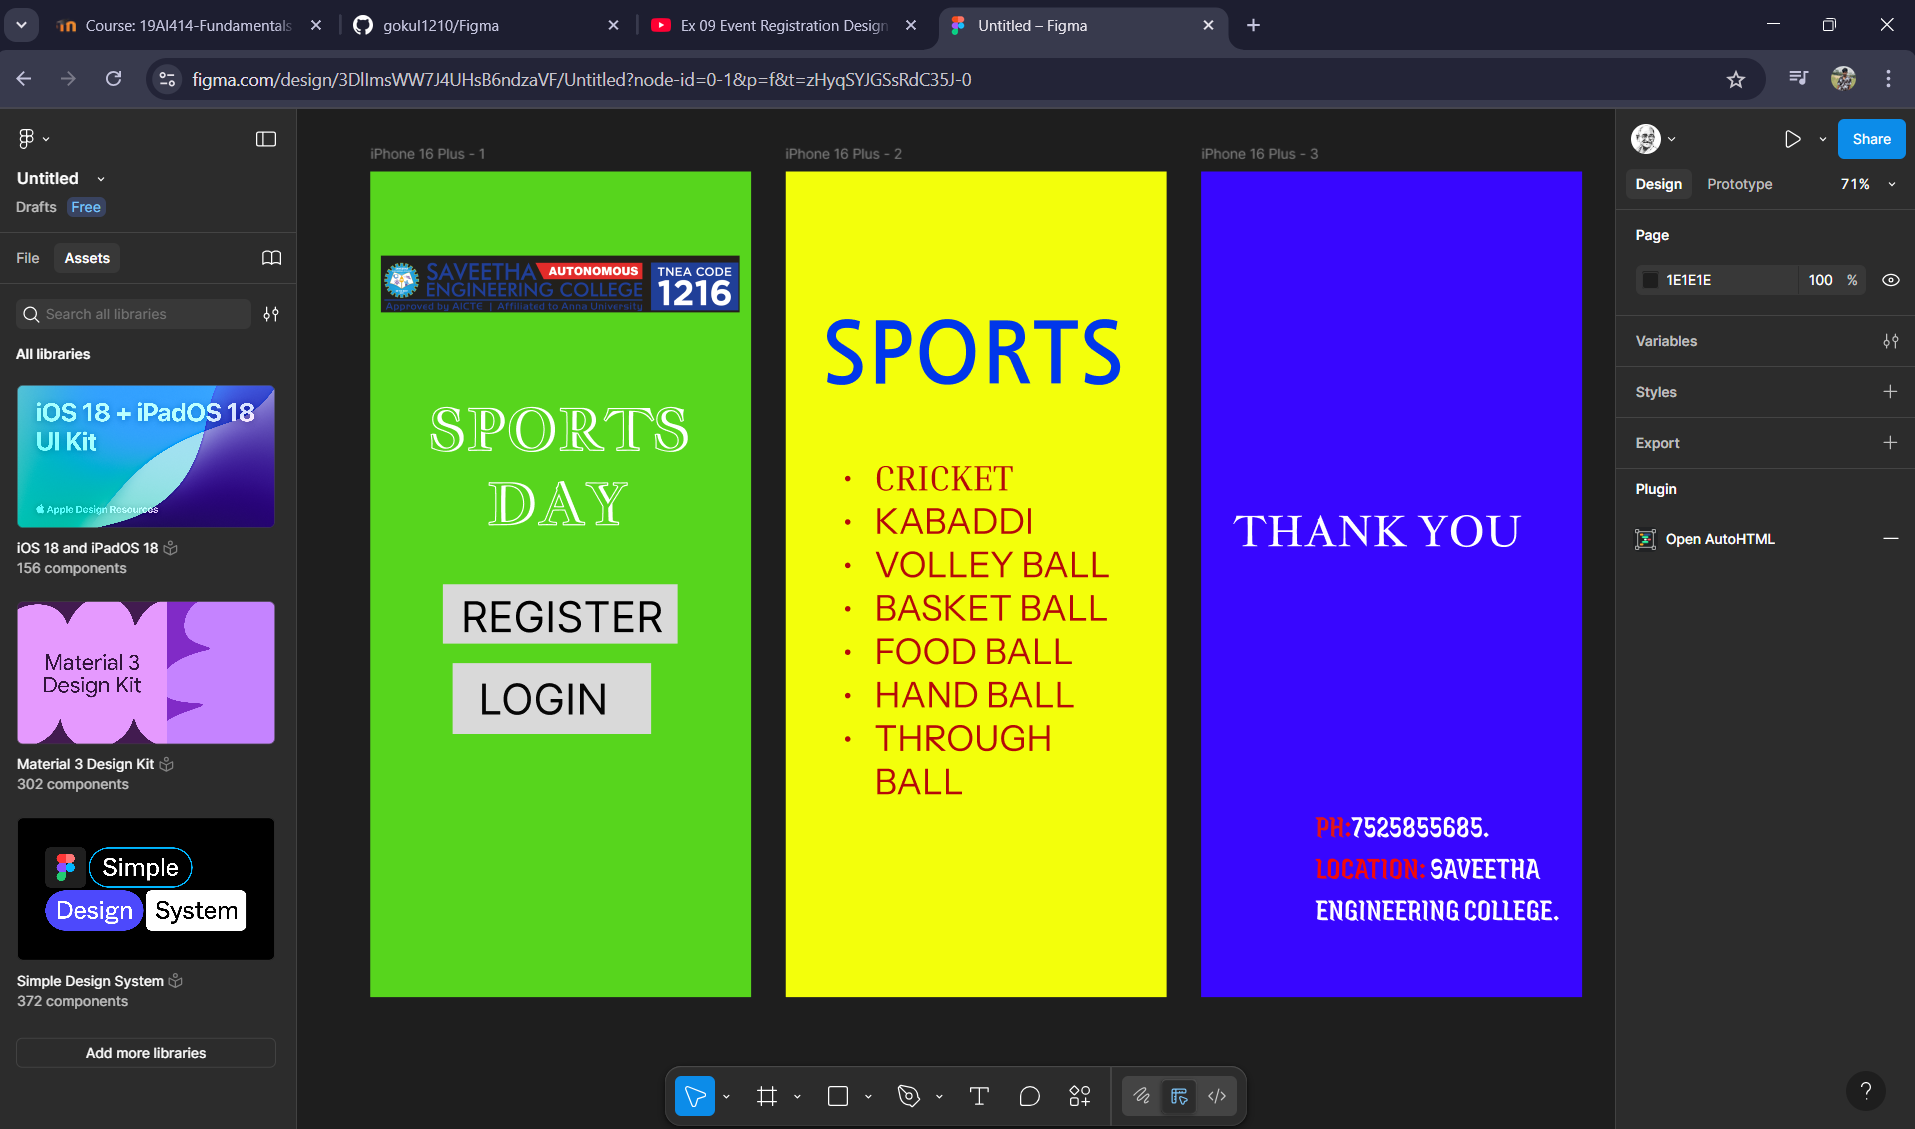 Course: 19AI414-Fundamentals
gokul1210/Figma
Ex 09 Event Registration Design
Untitled – Figma
figma.com/design/3DlImsWW7J4UHsB6ndzaVF/Untitled?node-id=0-1&p=f&t=zHyqSYJGSsRdC35J-0
Untitled
Drafts Free
File Assets
Search all libraries
All libraries
iOS 18 + iPadOS 18
UI Kit
Apple Design Resources
iOS 18 and iPadOS 18
156 components
Material 3
Design Kit
Material 3 Design Kit
302 components
Simple
Design System
Simple Design System
372 components
Add more libraries
iPhone 16 Plus - 1
SAVEETHA AUTONOMOUS
ENGINEERING COLLEGE
Approved by AICTE | Affiliated to Anna University
TNEA CODE
1216
SPORTS
DAY
REGISTER
LOGIN
iPhone 16 Plus - 2
SPORTS
• CRICKET
• KABADDI
• VOLLEY BALL
• BASKET BALL
• FOOD BALL
• HAND BALL
• THROUGH
BALL
iPhone 16 Plus - 3
THANK YOU
PH:7525855685.
LOCATION: SAVEETHA
ENGINEERING COLLEGE.
Share
Design Prototype 71%
Page
1E1E1E 100 %
Variables
Styles
Export
Plugin
Open AutoHTML
?